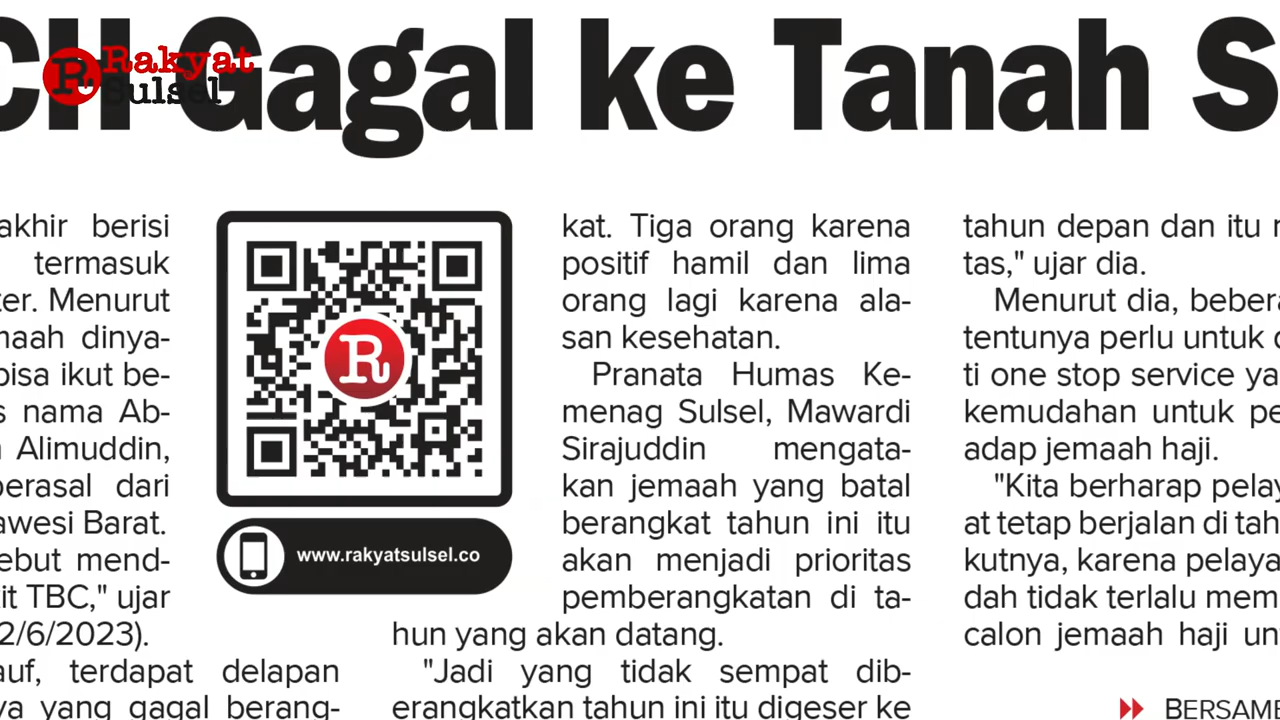 CH Gagal ke Tanah S
Rakyat
Sulsel
akhir berisi
termasuk
ter. Menurut
maah dinya-
bisa ikut be-
s nama Ab-
Alimuddin,
berasal dari
awesi Barat.
ebut mend-
it TBC," ujar
2/6/2023).
auf, terdapat delapan
ya yang gagal berang-
R
www.rakyatsulsel.co
kat. Tiga orang karena
positif hamil dan lima
orang lagi karena ala-
san kesehatan.
Pranata Humas Ke-
menag Sulsel, Mawardi
Sirajuddin mengata-
kan jemaah yang batal
berangkat tahun ini itu
akan menjadi prioritas
pemberangkatan di ta-
hun yang akan datang.
"Jadi yang tidak sempat dib-
erangkatkan tahun ini itu digeser ke
tahun depan dan itu
tas," ujar dia.
Menurut dia, bebera
tentunya perlu untuk
ti one stop service ya
kemudahan untuk pe
adap jemaah haji.
"Kita berharap pelay
at tetap berjalan di tah
kutnya, karena pelaya
dah tidak terlalu mem
calon jemaah haji un
BERSAMB